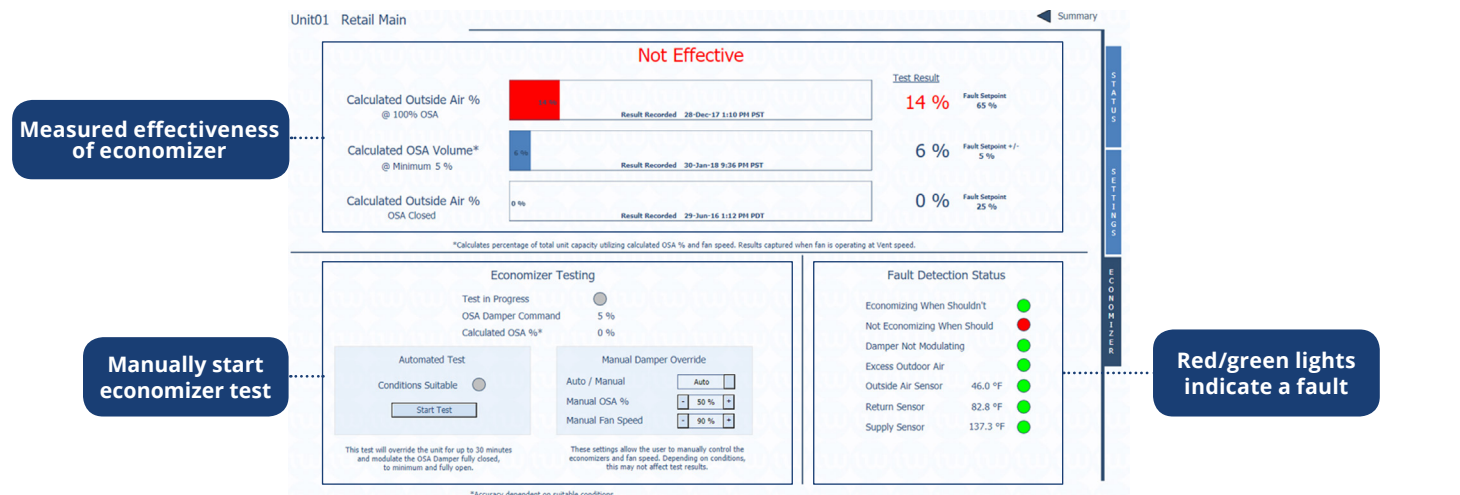 Unit01 Retail Main
Summary
Not Effective
Test Result
Calculated Outside Air %
@ 100% OSA
Result Recorded 28-Dec-17 1:10 PM PST
14 %
Fault Setpoint
65 %
Measured effectiveness
of economizer
Calculated OSA Volume*
@ Minimum 5 %
6 %
Result Recorded 30-Jan-18 9:36 PM PST
6 %
Fault Setpoint +/-
5 %
Calculated Outside Air %
OSA Closed
0 %
Result Recorded 29-Jun-16 1:12 PM PDT
0 %
Fault Setpoint
25 %
*Calculates percentage of total unit capacity utilizing calculated OSA % and fan speed. Results captured when fan is operating at Vent speed.
STATUS
SETTINGS
ECONOMIZER
Economizer Testing
Test in Progress
OSA Damper Command 5 %
Calculated OSA %* 0 %
Manually start
economizer test
Automated Test
Conditions Suitable
Start Test
This test will override the unit for up to 30 minutes
and modulate the OSA Damper fully closed,
to minimum and fully open.
Manual Damper Override
Auto / Manual Auto
Manual OSA % - 50 % +
Manual Fan Speed - 90 % +
These settings allow the user to manually control the
economizers and fan speed. Depending on conditions,
this may not affect test results.
*Accuracy dependent on suitable conditions
Fault Detection Status
Economizing When Shouldn't
Not Economizing When Should
Damper Not Modulating
Excess Outdoor Air
Outside Air Sensor 46.0 °F
Return Sensor 82.8 °F
Supply Sensor 137.3 °F
Red/green lights
indicate a fault